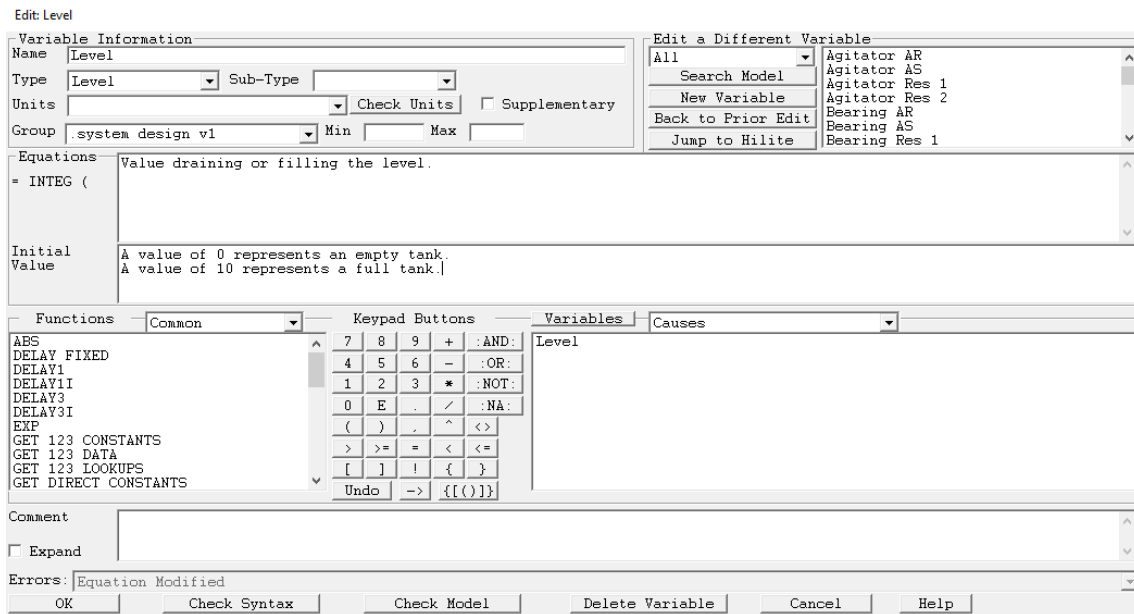 Edit: Level
Variable Information
Name Level
Type Level Sub-Type
Units Check Units Supplementary
Group .system design v1 Min Max
Edit a Different Variable
All
Search Model
New Variable
Back to Prior Edit
Jump to Hilite
Agitator AR
Agitator AS
Agitator Res 1
Agitator Res 2
Bearing AR
Bearing AS
Bearing Res 1
Equations
= INTEG (
Value draining or filling the level.
Initial
Value
A value of 0 represents an empty tank.
A value of 10 represents a full tank.
Functions Common
ABS
DELAY FIXED
DELAY1
DELAY1I
DELAY3
DELAY3I
EXP
GET 123 CONSTANTS
GET 123 DATA
GET 123 LOOKUPS
GET DIRECT CONSTANTS
Keypad Buttons
7 8 9 + :AND:
4 5 6 - :OR:
1 2 3 * :NOT:
0 E . / :NA:
( ) , ^ <>
> >= = < <=
[ ] ! { }
Undo -> {[()]}
Variables Causes
Level
Comment
Expand
Errors: Equation Modified
OK Check Syntax Check Model Delete Variable Cancel Help